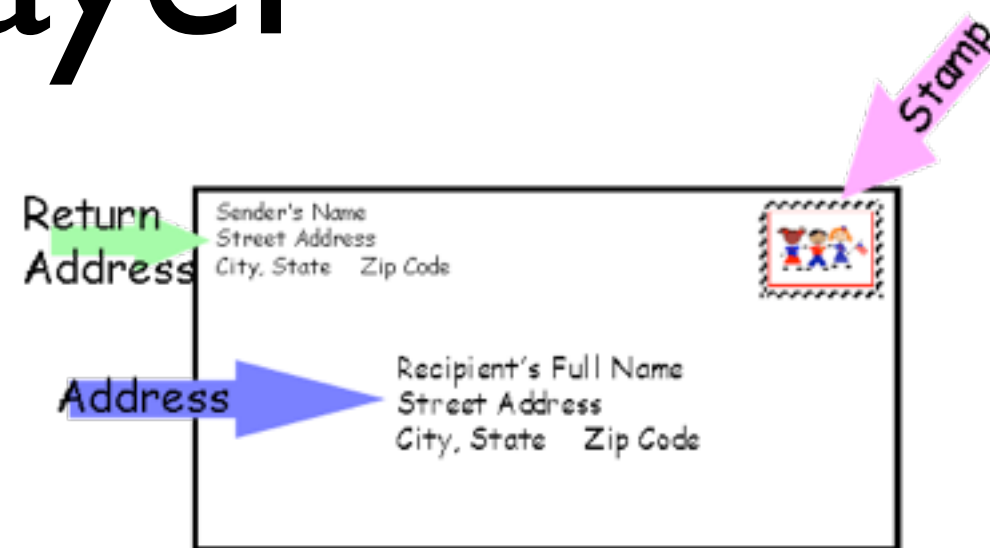 ayer
Stamp
Return
Address
Sender's Name
Street Address
City, State Zip Code
Address
Recipient's Full Name
Street Address
City, State Zip Code